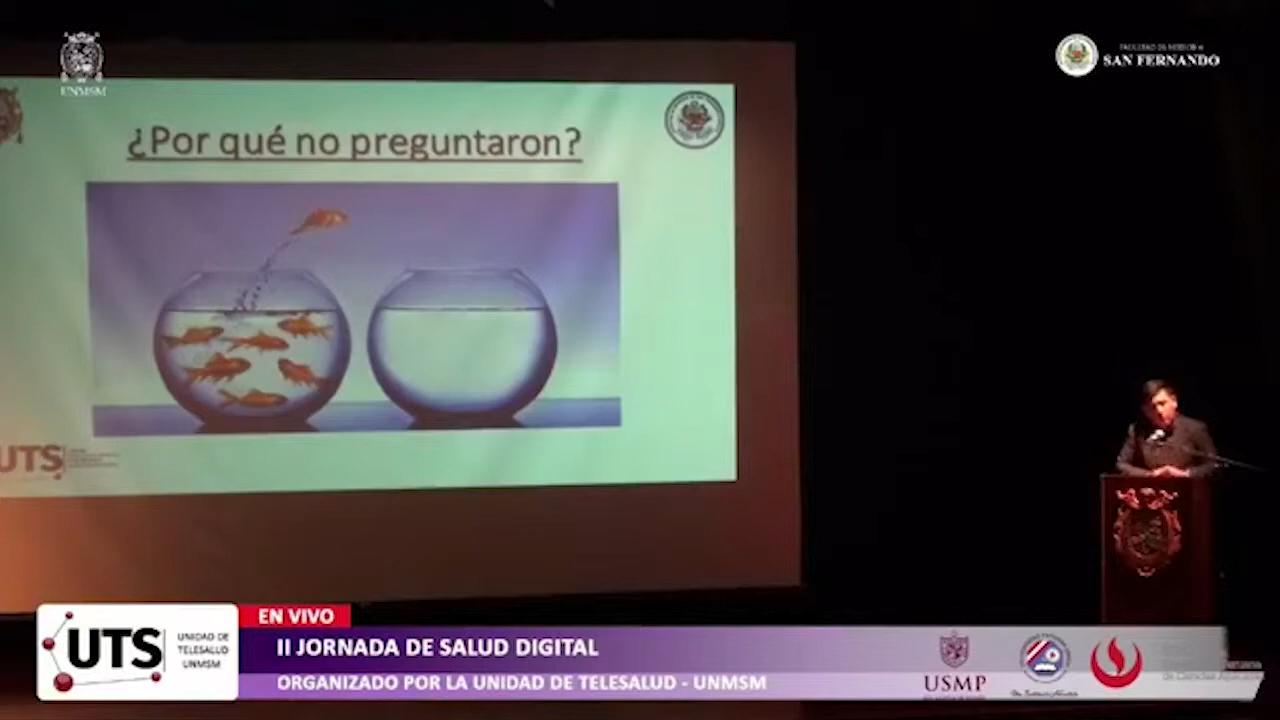 UNMSM
SAN FERNANDO
¿Por qué no preguntaron?
UTS
EN VIVO
UTS
UNIDAD DE
TELESALUD
UNMSM
II JORNADA DE SALUD DIGITAL
ORGANIZADO POR LA UNIDAD DE TELESALUD - UNMSM
USMP